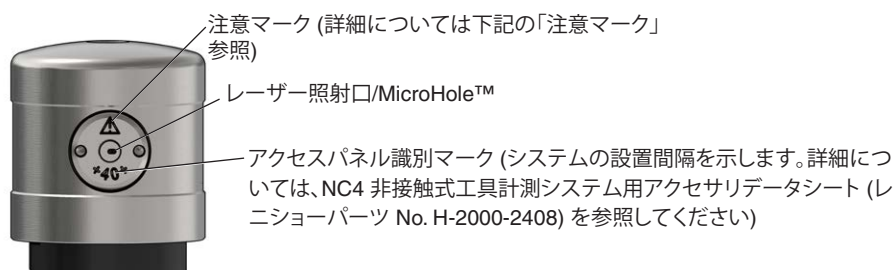 注意マーク (詳細については下記の「注意マーク」
参照)
レーザー照射口/MicroHole™
アクセスパネル識別マーク (システムの設置間隔を示します。詳細につ
いては、NC4 非接触式工具計測システム用アクセサリデータシート (レ
ニショーパーツ No. H-2000-2408) を参照してください)
"40"